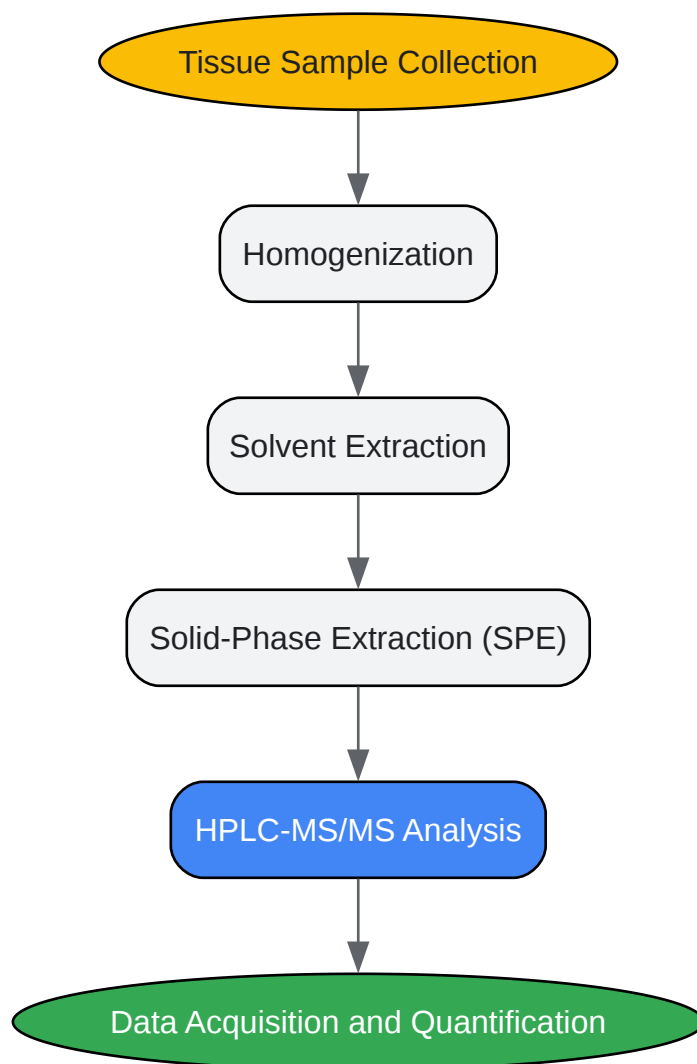 Tissue Sample Collection
Homogenization
Solvent Extraction
Solid-Phase Extraction (SPE)
HPLC-MS/MS Analysis
Data Acquisition and Quantification